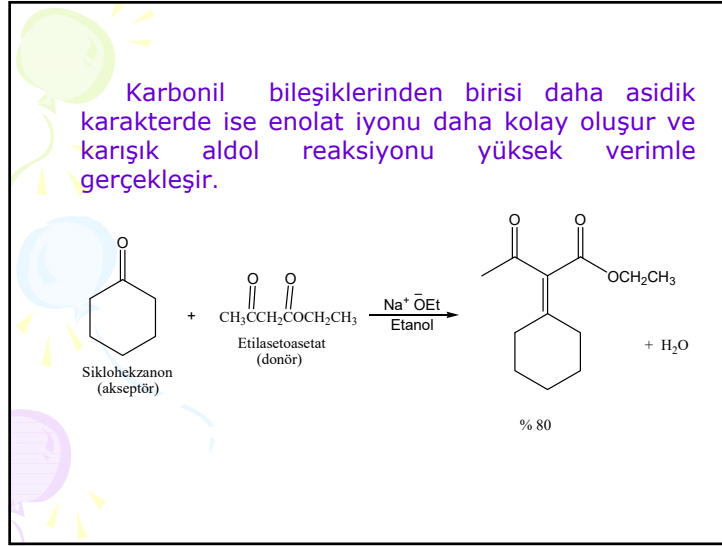 Karbonil bileşiklerinden birisi daha asidik
karakterde ise enolat iyonu daha kolay oluşur ve
karışık aldol reaksiyonu yüksek verimle
gerçekleşir.
O
Siklohekzanon
(akseptör)
+
O O
CH₃CCH₂COCH₂CH₃
Etilasetoasetat
(donör)
Na⁺ ⁻OEt
Etanol
O O
OCH₂CH₃
+ H₂O
% 80